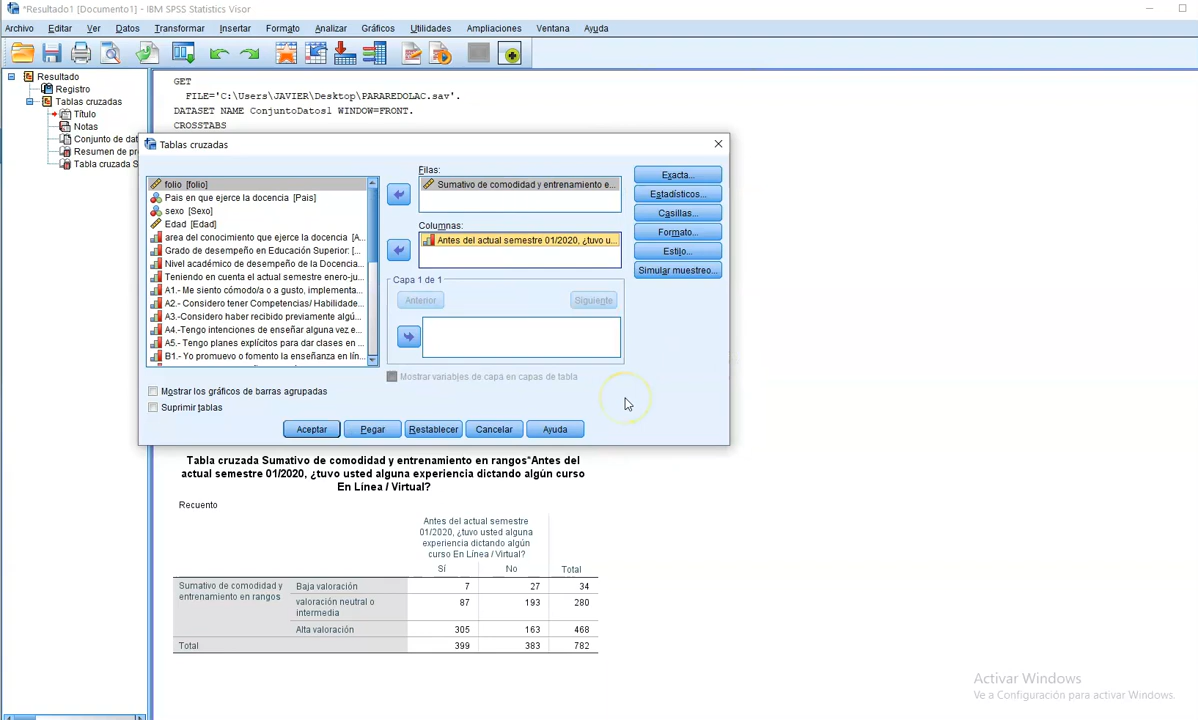 *Resultado1 [Documento1] - IBM SPSS Statistics Visor
Archivo Editar Ver Datos Transformar Insertar Formato Analizar Gráficos Utilidades Ampliaciones Ventana Ayuda
Resultado
Registro
Tablas cruzadas
Título
Notas
Conjunto de dat
Resumen de pr
Tabla cruzada S
GET
FILE='C:\Users\JAVIER\Desktop\PARAREDOLAC.sav'.
DATASET NAME ConjuntoDatos1 WINDOW=FRONT.
CROSSTABS
Tablas cruzadas
folio [folio]
Pais en que ejerce la docencia [Pais]
sexo [Sexo]
Edad [Edad]
area del conocimiento que ejerce la docencia [A...
Grado de desempeño en Educación Superior: [...
Nivel académico de desempeño de la Docencia...
Teniendo en cuenta el actual semestre enero-ju...
A1.- Me siento cómodo/a o a gusto, implementa...
A2.- Considero tener Competencias/ Habilidade...
A3.-Considero haber recibido previamente algú...
A4.-Tengo intenciones de enseñar alguna vez e...
A5.- Tengo planes explícitos para dar clases en ...
B1.- Yo promuevo o fomento la enseñanza en lín...
Filas:
Sumativo de comodidad y entrenamiento e...
Columnas:
Antes del actual semestre 01/2020, ¿tuvo u...
Capa 1 de 1
Anterior
Siguiente
Mostrar variables de capa en capas de tabla
Exacta...
Estadísticos...
Casillas...
Formato...
Estilo...
Simular muestreo...
Mostrar los gráficos de barras agrupadas
Suprimir tablas
Aceptar Pegar Restablecer Cancelar Ayuda
Tabla cruzada Sumativo de comodidad y entrenamiento en rangos*Antes del
actual semestre 01/2020, ¿tuvo usted alguna experiencia dictando algún curso
En Línea / Virtual?
Recuento
Antes del actual semestre
01/2020, ¿tuvo usted alguna
experiencia dictando algún
curso En Línea / Virtual?
Sí No Total
Sumativo de comodidad y
entrenamiento en rangos
Baja valoración 7 27 34
valoración neutral o
intermedia 87 193 280
Alta valoración 305 163 468
Total 399 383 782
Activar Windows
Ve a Configuración para activar Windows.